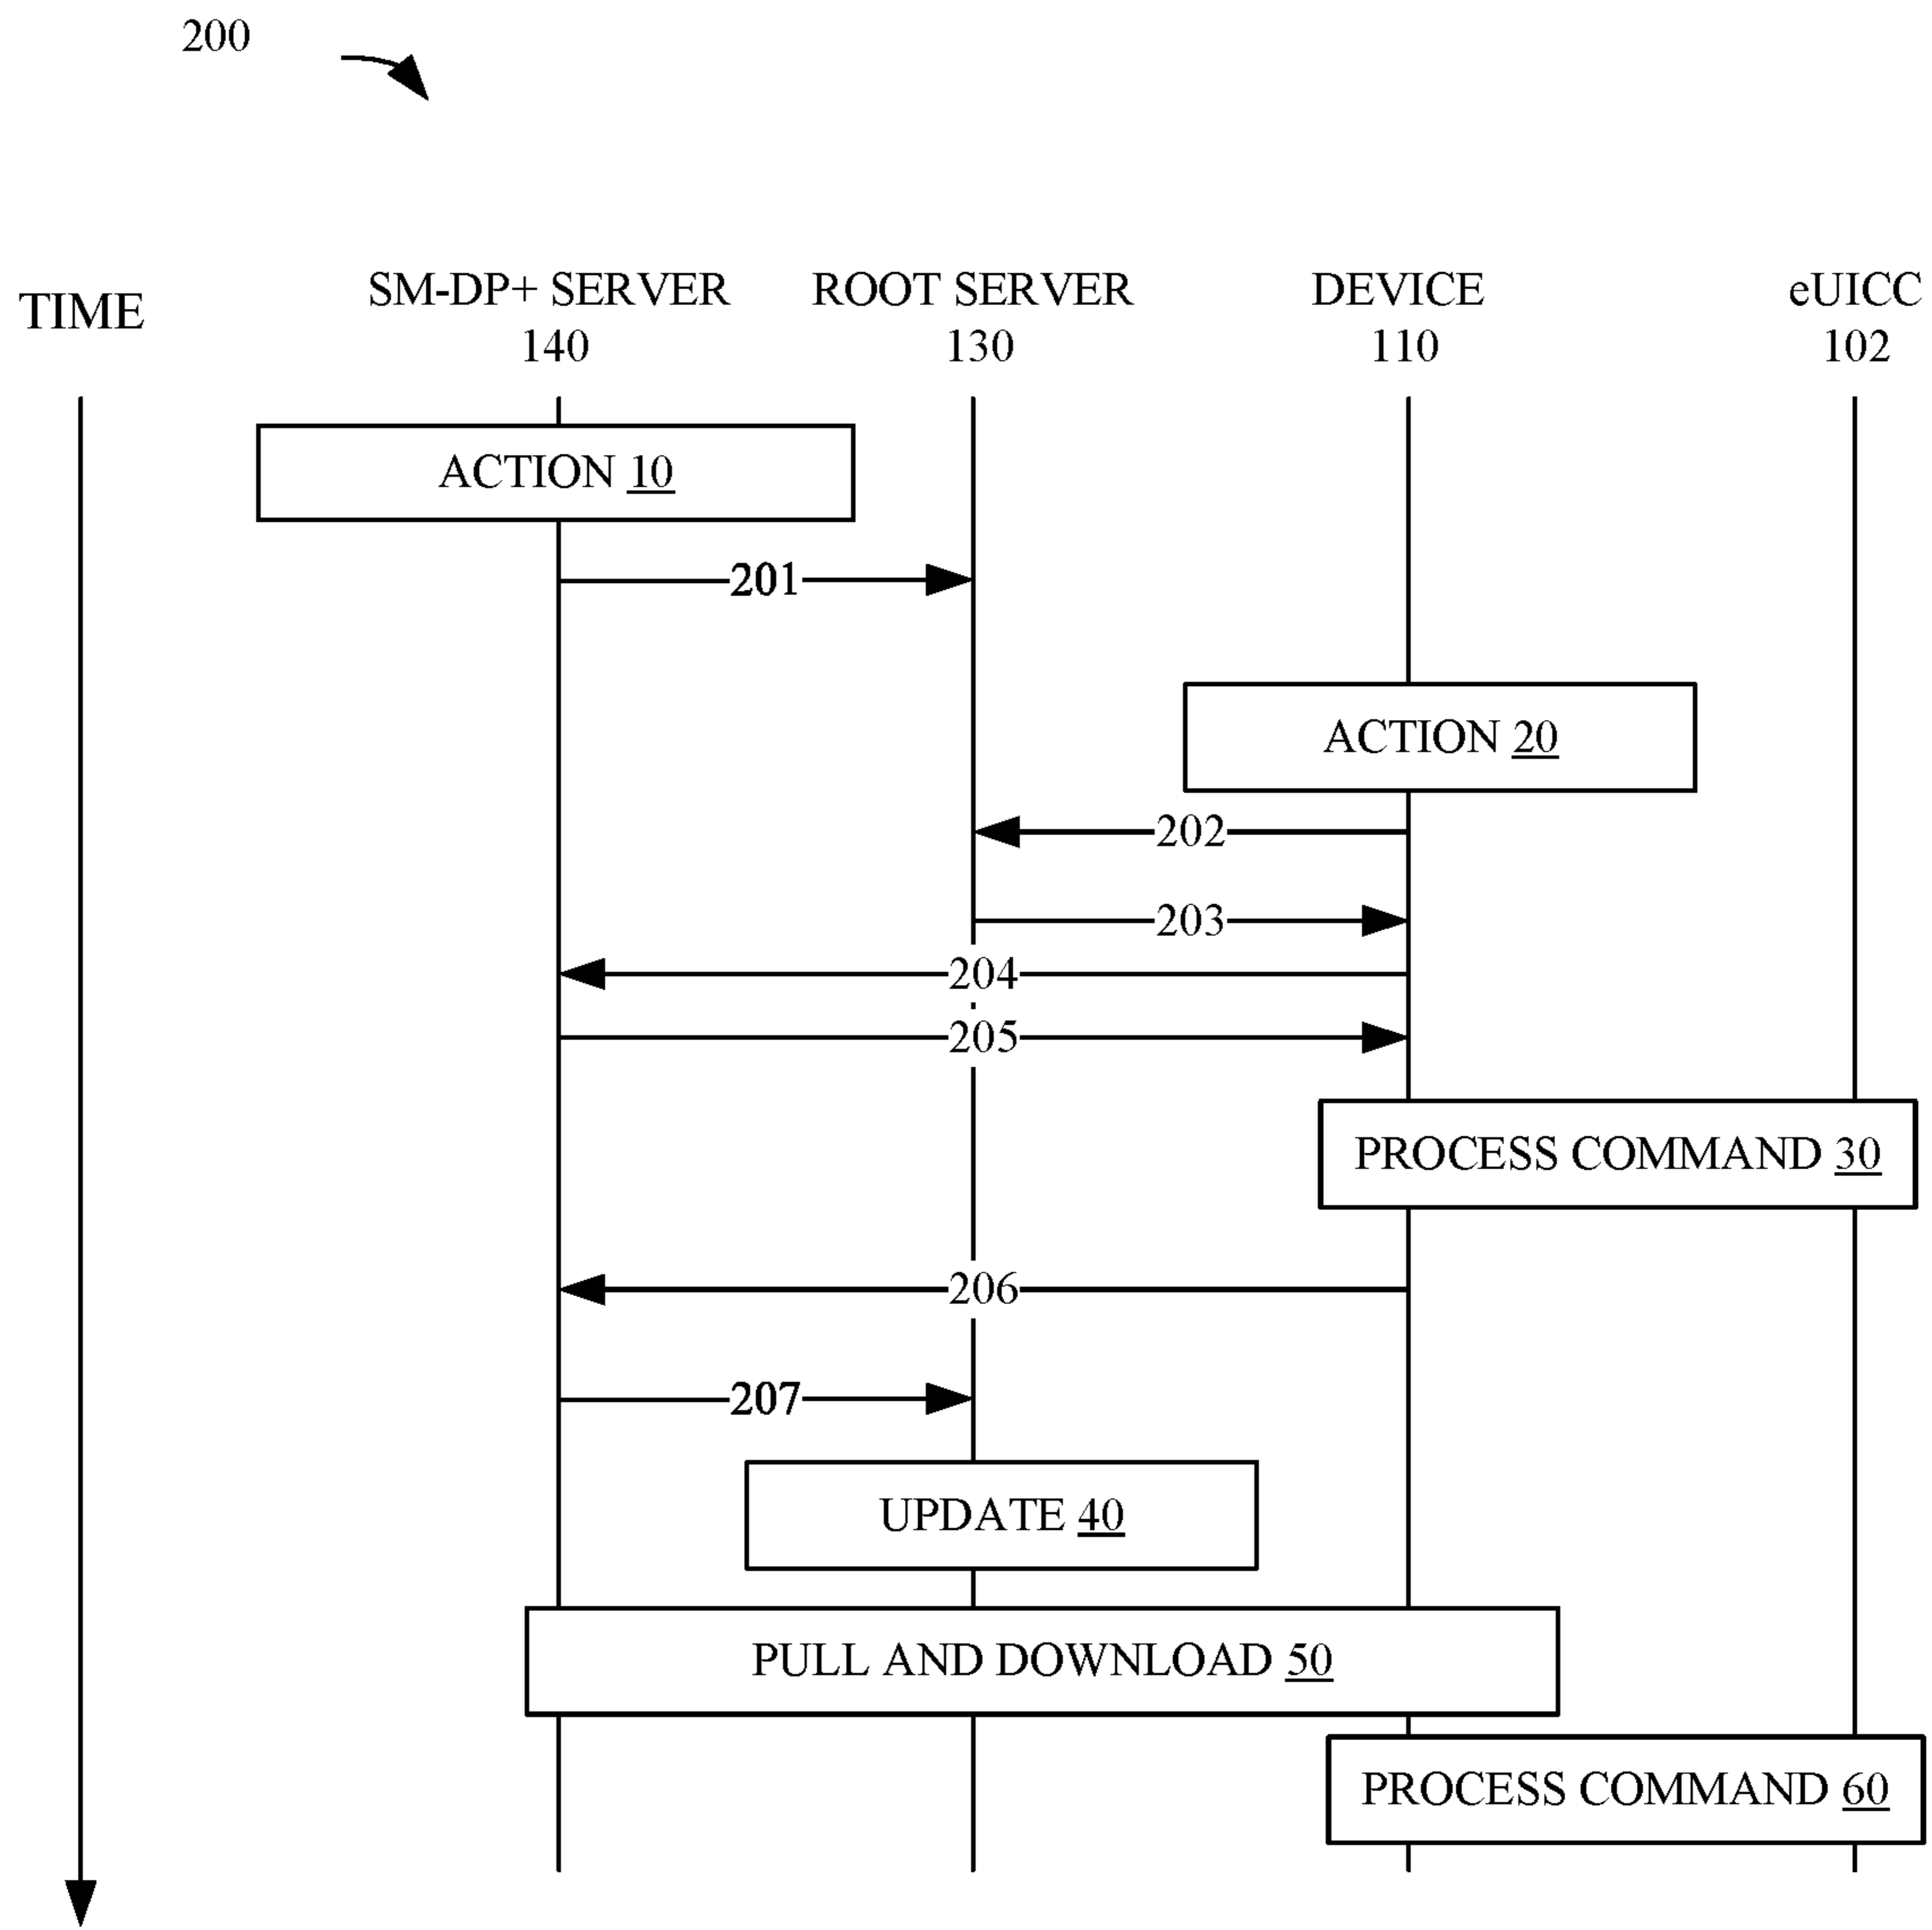 200
TIME
SM-DP+ SERVER
140
ROOT SERVER
130
DEVICE
110
eUICC
102
ACTION 10
201
ACTION 20
202
203
204
205
PROCESS COMMAND 30
206
207
UPDATE 40
PULL AND DOWNLOAD 50
PROCESS COMMAND 60